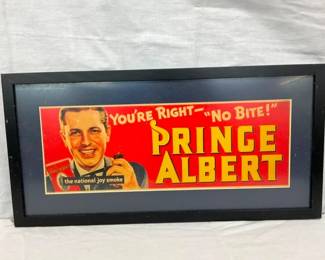 YOU'RE RIGHT—"NO BITE!"
PRINCE
ALBERT
the national joy smoke